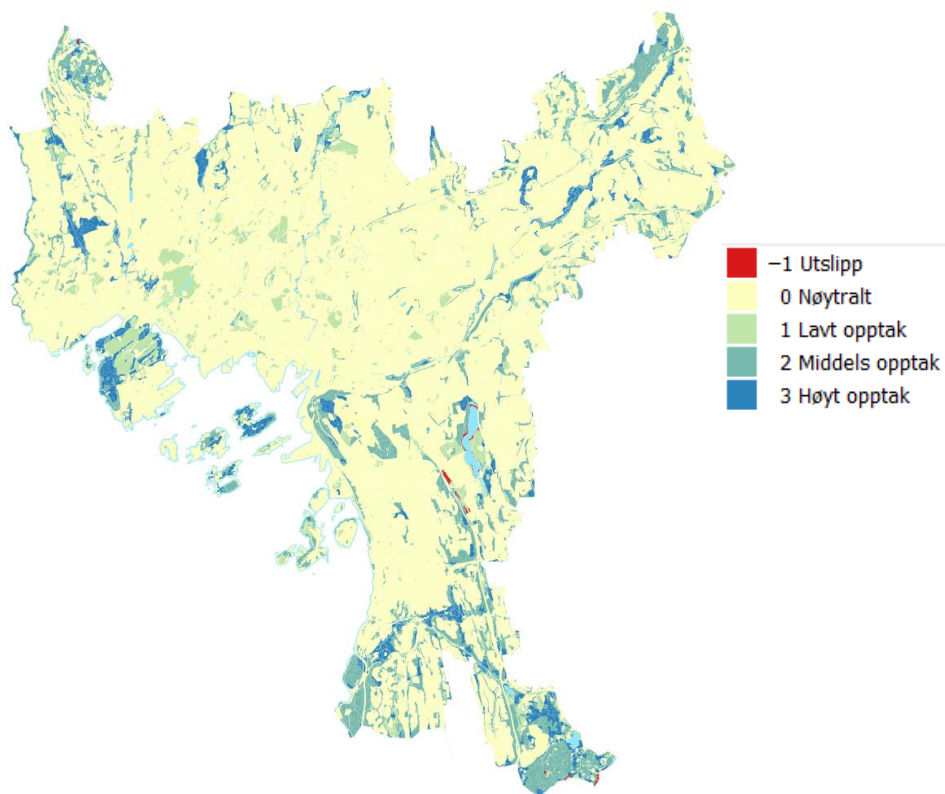 −1 Utslipp
0 Nøytralt
1 Lavt opptak
2 Middels opptak
3 Høyt opptak